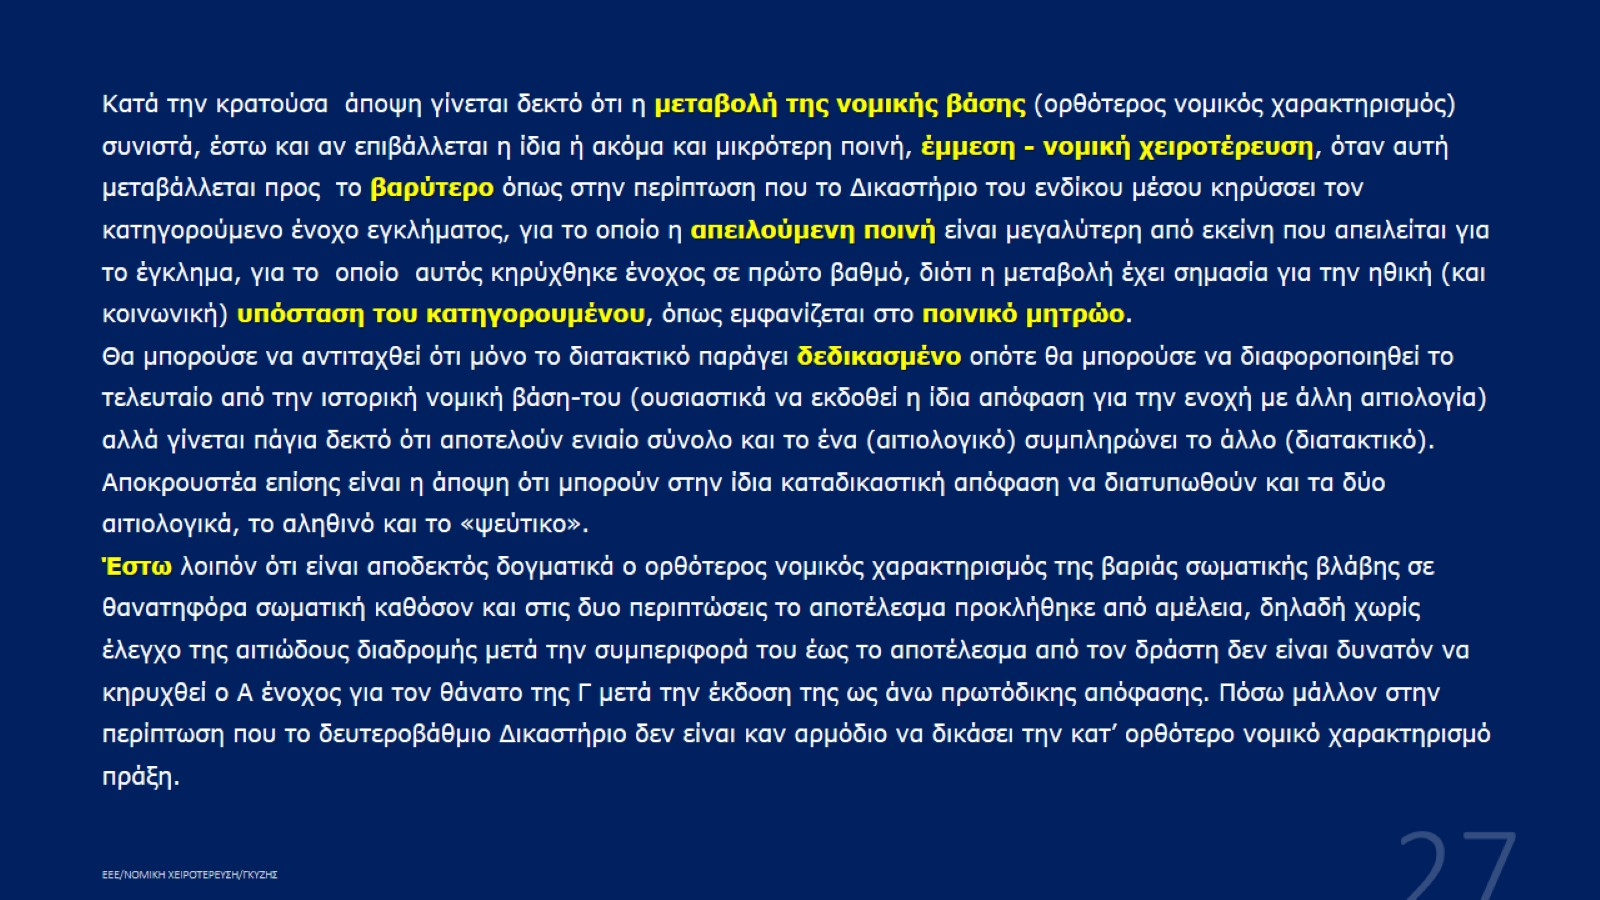 Κατά την κρατούσα  άποψη γίνεται δεκτό ότι η μεταβολή της νομικής βάσης (ορθότερος νομικός χαρακτηρισμός)
συνιστά, έστω και αν επιβάλλεται η ίδια ή ακόμα και μικρότερη ποινή, έμμεση - νομική χειροτέρευση, όταν αυτή
μεταβάλλεται προς  το βαρύτερο όπως στην περίπτωση που το Δικαστήριο του ενδίκου μέσου κηρύσσει τον
κατηγορούμενο ένοχο εγκλήματος, για το οποίο η απειλούμενη ποινή είναι μεγαλύτερη από εκείνη που απειλείται για
το έγκλημα, για το  οποίο  αυτός κηρύχθηκε ένοχος σε πρώτο βαθμό, διότι η μεταβολή έχει σημασία για την ηθική (και
κοινωνική) υπόσταση του κατηγορουμένου, όπως εμφανίζεται στο ποινικό μητρώο.
Θα μπορούσε να αντιταχθεί ότι μόνο το διατακτικό παράγει δεδικασμένο οπότε θα μπορούσε να διαφοροποιηθεί το
τελευταίο από την ιστορική νομική βάση-του (ουσιαστικά να εκδοθεί η ίδια απόφαση για την ενοχή με άλλη αιτιολογία)
αλλά γίνεται πάγια δεκτό ότι αποτελούν ενιαίο σύνολο και το ένα (αιτιολογικό) συμπληρώνει το άλλο (διατακτικό).
Αποκρουστέα επίσης είναι η άποψη ότι μπορούν στην ίδια καταδικαστική απόφαση να διατυπωθούν και τα δύο
αιτιολογικά, το αληθινό και το «ψεύτικο».
Έστω λοιπόν ότι είναι αποδεκτός δογματικά ο ορθότερος νομικός χαρακτηρισμός της βαριάς σωματικής βλάβης σε
θανατηφόρα σωματική καθόσον και στις δυο περιπτώσεις το αποτέλεσμα προκλήθηκε από αμέλεια, δηλαδή χωρίς
έλεγχο της αιτιώδους διαδρομής μετά την συμπεριφορά του έως το αποτέλεσμα από τον δράστη δεν είναι δυνατόν να
κηρυχθεί ο Α ένοχος για τον θάνατο της Γ μετά την έκδοση της ως άνω πρωτόδικης απόφασης. Πόσω μάλλον στην
περίπτωση που το δευτεροβάθμιο Δικαστήριο δεν είναι καν αρμόδιο να δικάσει την κατ’ ορθότερο νομικό χαρακτηρισμό
πράξη.
27
ΕΕΕ/ΝΟΜΙΚΗ ΧΕΙΡΟΤΕΡΕΥΣΗ/ΓΚΥΖΗΣ